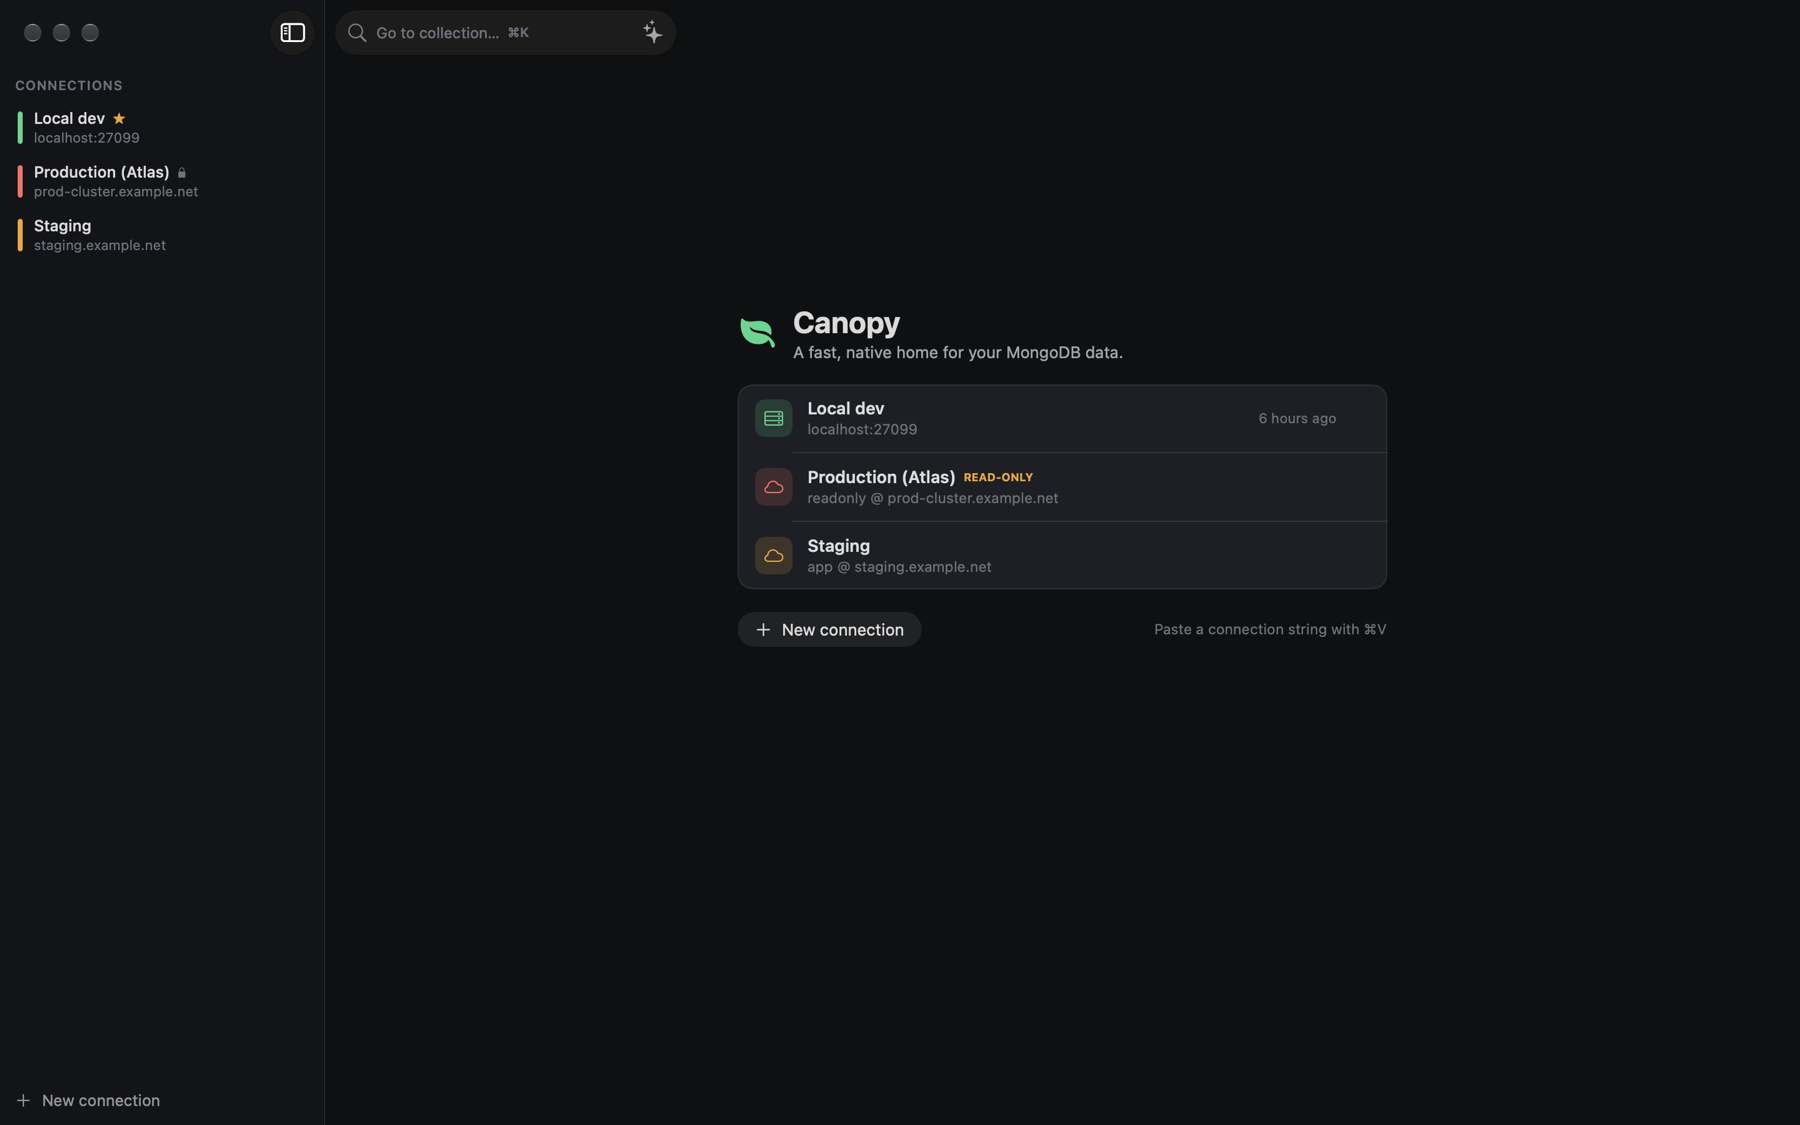 Go to collection... ⌘K
CONNECTIONS
Local dev
localhost:27099
Production (Atlas)
prod-cluster.example.net
Staging
staging.example.net
Canopy
A fast, native home for your MongoDB data.
Local dev
localhost:27099
6 hours ago
Production (Atlas) READ-ONLY
readonly @ prod-cluster.example.net
Staging
app @ staging.example.net
New connection
Paste a connection string with ⌘V
New connection